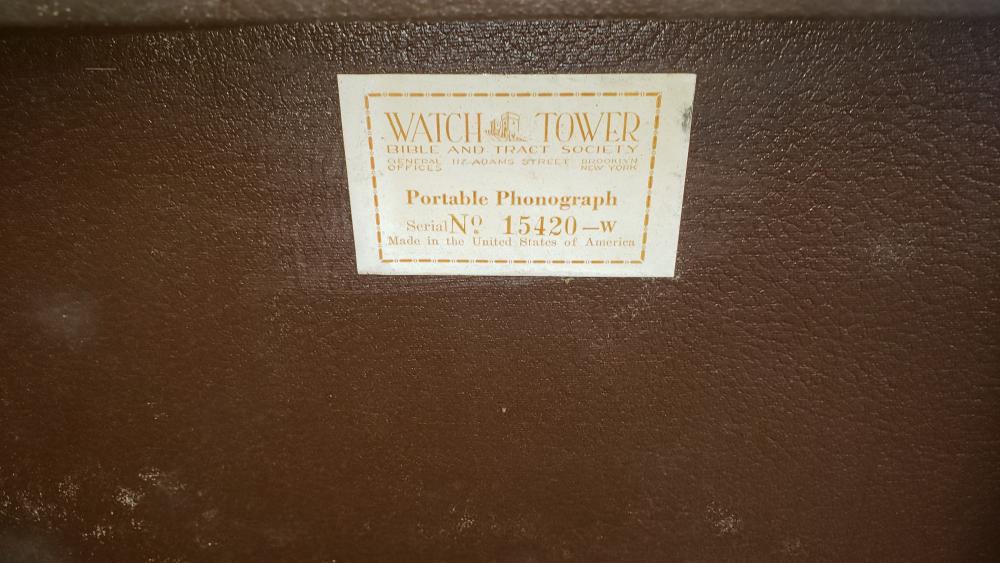 WATCH TOWER
BIBLE AND TRACT SOCIETY
GENERAL OFFICES 117 ADAMS STREET BROOKLYN NEW YORK
Portable Phonograph
Serial Nº 15420–W
Made in the United States of America